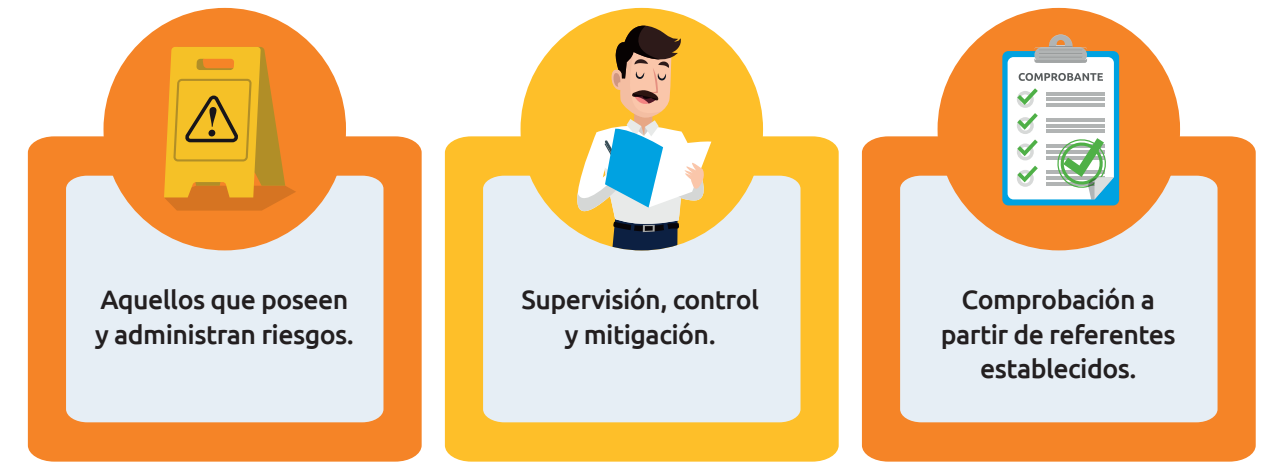 Aquellos que poseen
y administran riesgos.
Supervisión, control
y mitigación.
COMPROBANTE
Comprobación a
partir de referentes
establecidos.